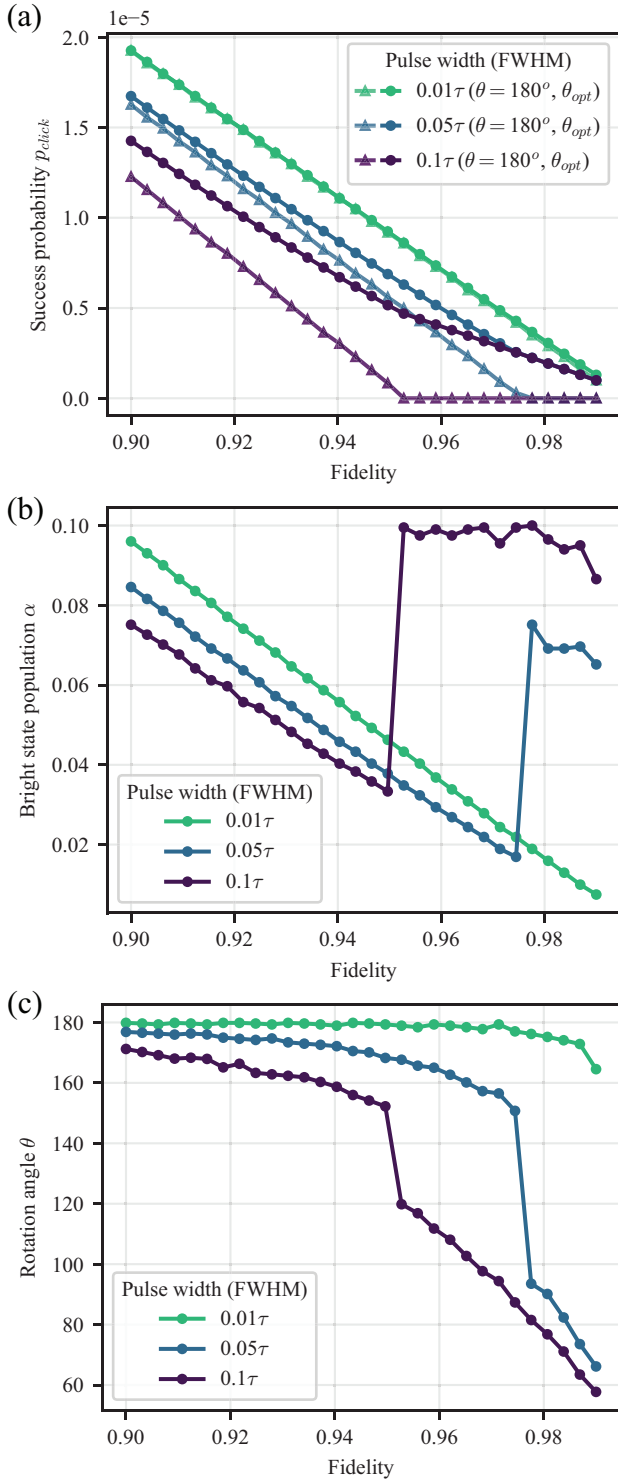 (a)
1e−5
2.0
1.5
1.0
0.5
0.0
Success probability p_click
Pulse width (FWHM)
0.01τ (θ = 180°, θ_opt)
0.05τ (θ = 180°, θ_opt)
0.1τ (θ = 180°, θ_opt)
0.90 0.92 0.94 0.96 0.98
Fidelity
(b)
0.10
0.08
0.06
0.04
0.02
Bright state population α
Pulse width (FWHM)
0.01τ
0.05τ
0.1τ
0.90 0.92 0.94 0.96 0.98
Fidelity
(c)
180
160
140
120
100
80
60
Rotation angle θ
Pulse width (FWHM)
0.01τ
0.05τ
0.1τ
0.90 0.92 0.94 0.96 0.98
Fidelity